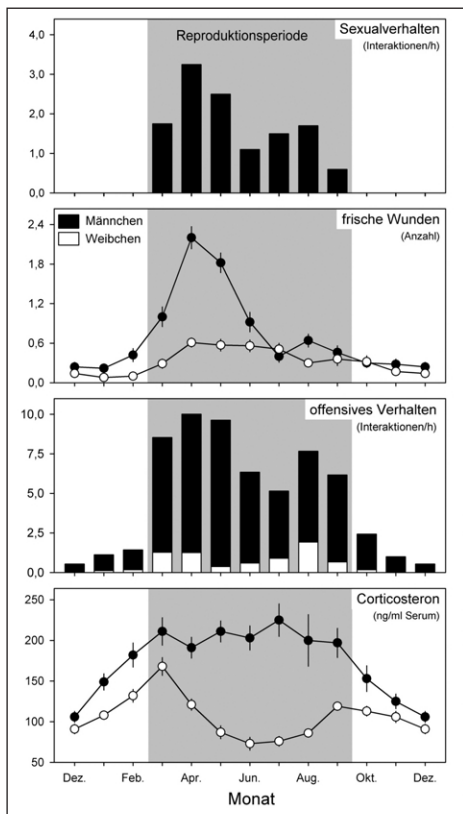 Reproduktionsperiode
Sexualverhalten
(Interaktionen/h)
4,0
3,0
2,0
1,0
0,0
Männchen
Weibchen
frische Wunden
(Anzahl)
2,4
1,8
1,2
0,6
0,0
offensives Verhalten
(Interaktionen/h)
10,0
7,5
5,0
2,5
0,0
Corticosteron
(ng/ml Serum)
250
200
150
100
50
Dez. Feb. Apr. Jun. Aug. Okt. Dez.
Monat